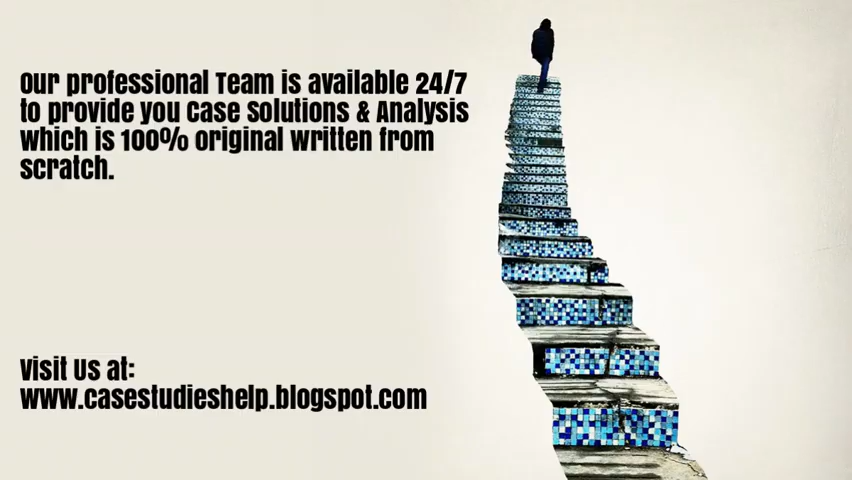 Our professional Team is available 24/7
to provide you Case Solutions & Analysis
which is 100% original written from
scratch.
Visit Us at:
www.casestudieshelp.blogspot.com